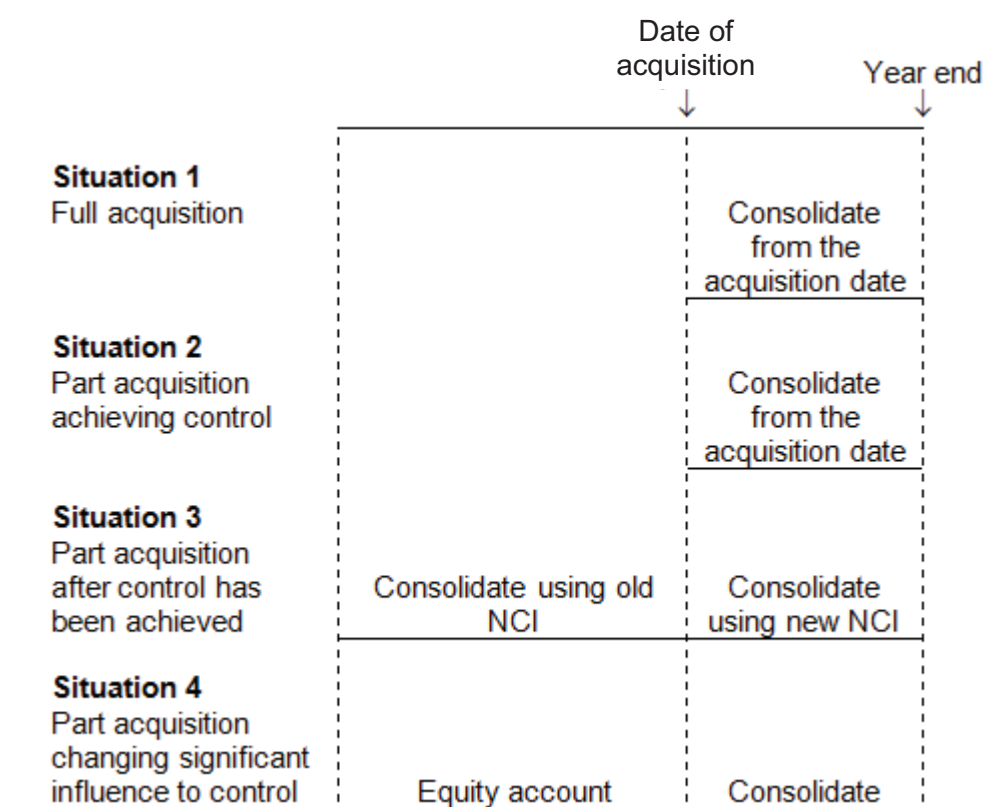 Date of
acquisition
Year end
Situation 1
Full acquisition
Consolidate
from the
acquisition date
Situation 2
Part acquisition
achieving control
Consolidate
from the
acquisition date
Situation 3
Part acquisition
after control has
been achieved
Consolidate using old
NCI
Consolidate
using new NCI
Situation 4
Part acquisition
changing significant
influence to control
Equity account
Consolidate